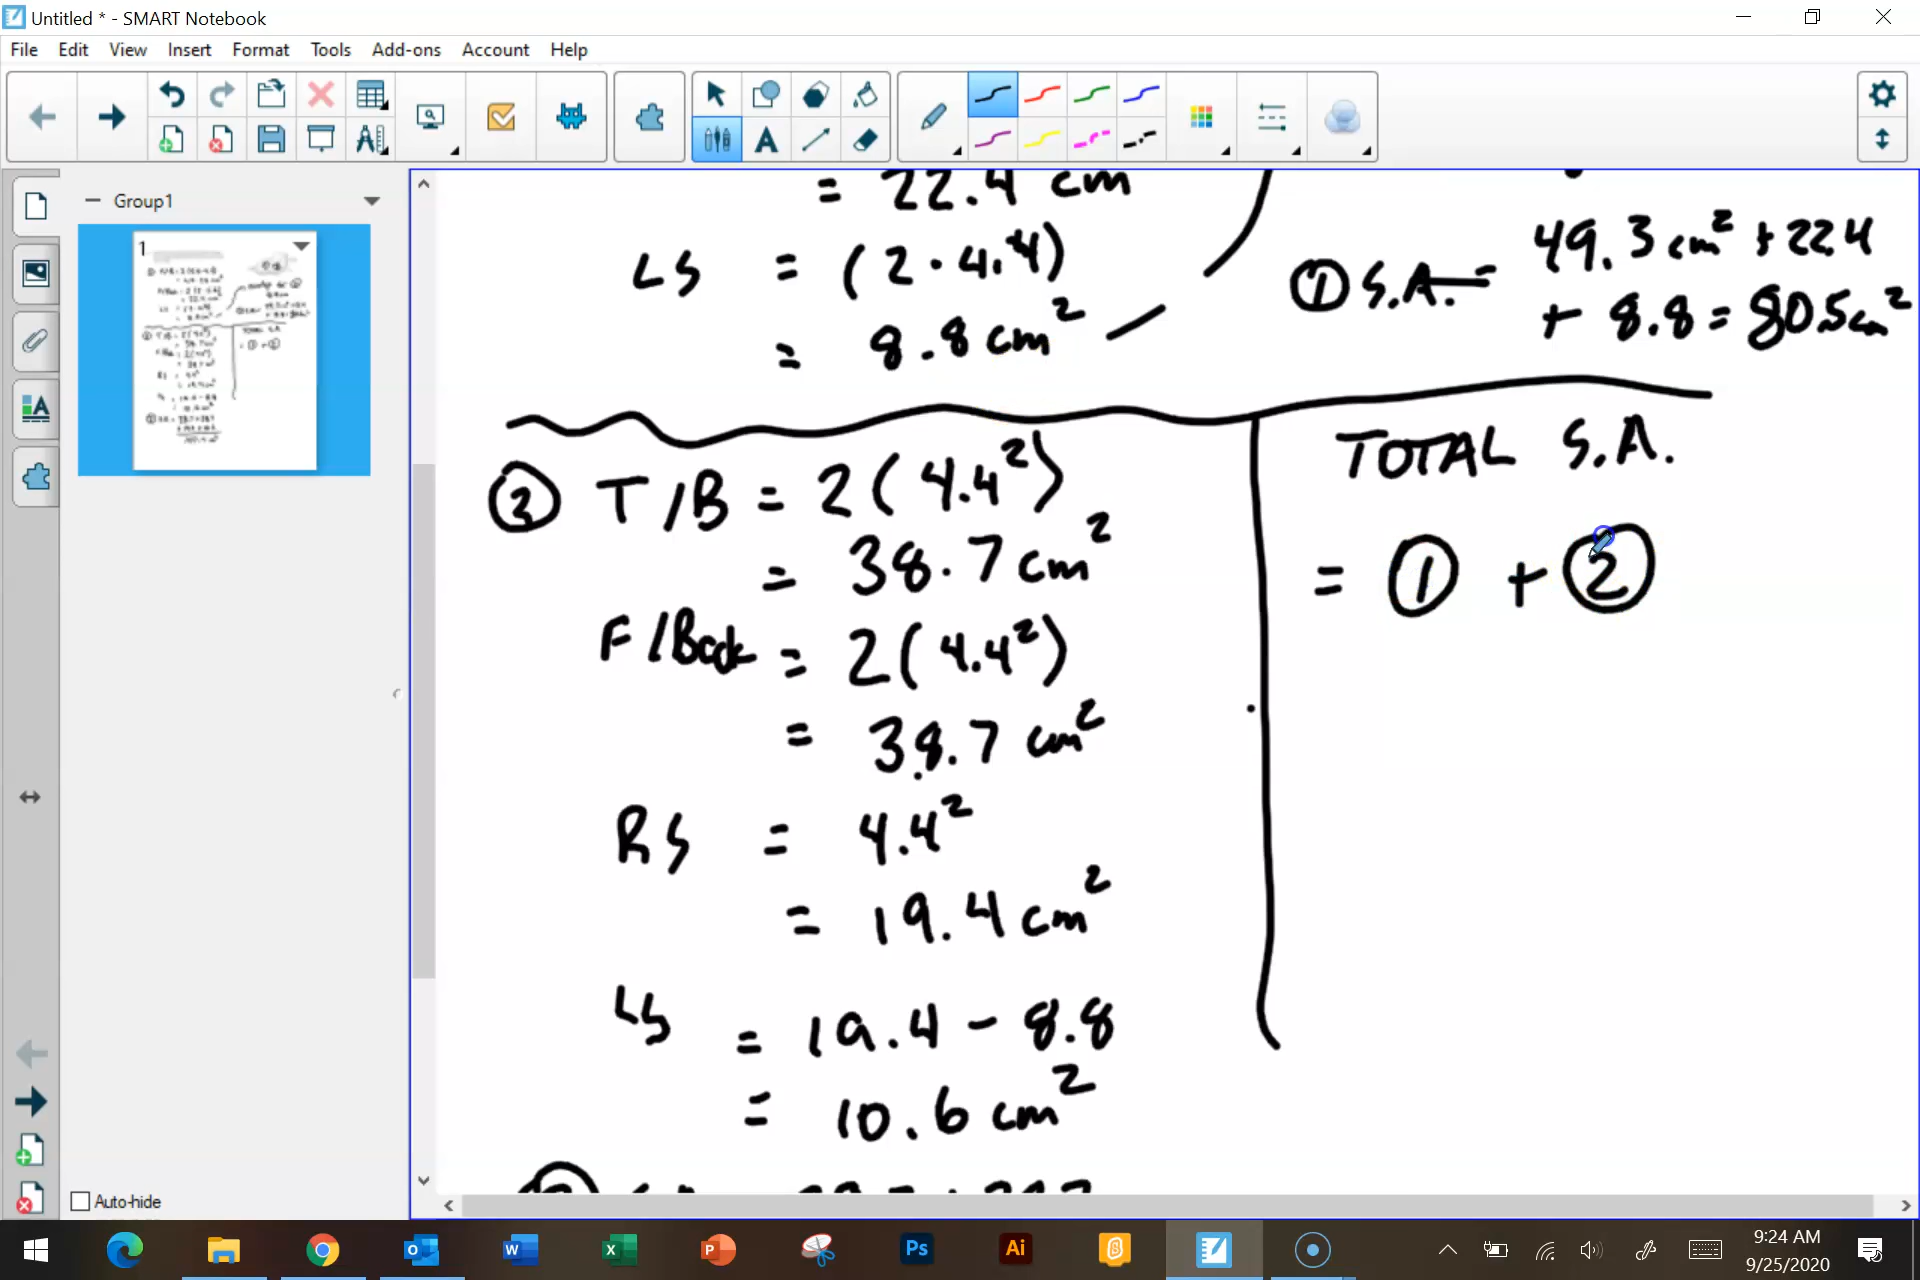 Untitled * - SMART Notebook
File Edit View Insert Format Tools Add-ons Account Help
Group1
1
= 22.4 cm
LS = (2 · 4.4)
= 8.8 cm²
① S.A. = 49.3 cm² + 22.4
+ 8.8 = 80.5 cm²
② T/B = 2(4.4²)
= 38.7 cm²
F/Back = 2(4.4²)
= 38.7 cm²
RS = 4.4²
= 19.4 cm²
LS = 19.4 - 8.8
= 10.6 cm²
TOTAL S.A.
= ① + ②
Auto-hide
9:24 AM
9/25/2020